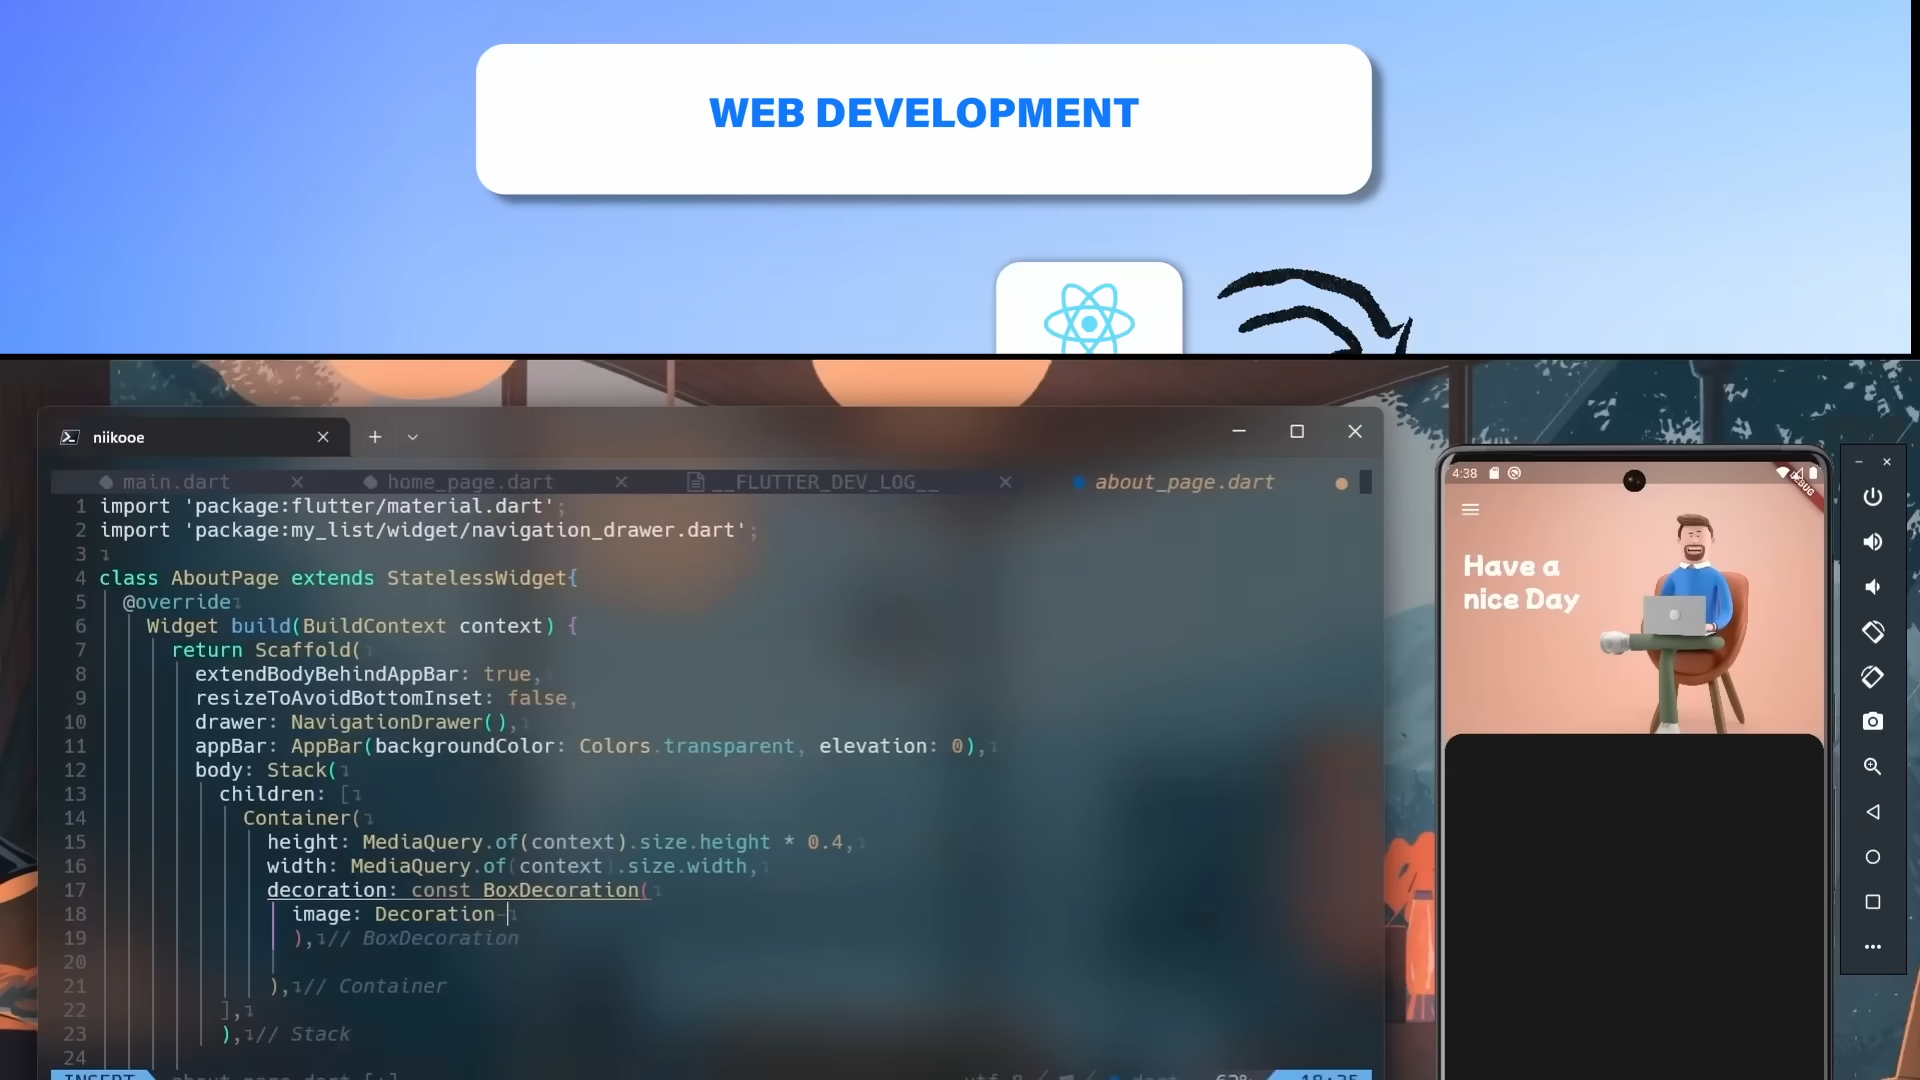 WEB DEVELOPMENT
niikooe
main.dart
home_page.dart
__FLUTTER_DEV_LOG__
about_page.dart
1 import 'package:flutter/material.dart';
2 import 'package:my_list/widget/navigation_drawer.dart';
3
4 class AboutPage extends StatelessWidget{
5 @override
6 Widget build(BuildContext context) {
7 return Scaffold(
8 extendBodyBehindAppBar: true,
9 resizeToAvoidBottomInset: false,
10 drawer: NavigationDrawer(),
11 appBar: AppBar(backgroundColor: Colors.transparent, elevation: 0),
12 body: Stack(
13 children: [
14 Container(
15 height: MediaQuery.of(context).size.height * 0.4,
16 width: MediaQuery.of(context).size.width,
17 decoration: const BoxDecoration(
18 image: Decoration
19 ),// BoxDecoration
20
21 ),// Container
22 ],
23 ),// Stack
24
INSERT
4:38
DEBUG
Have a
nice Day